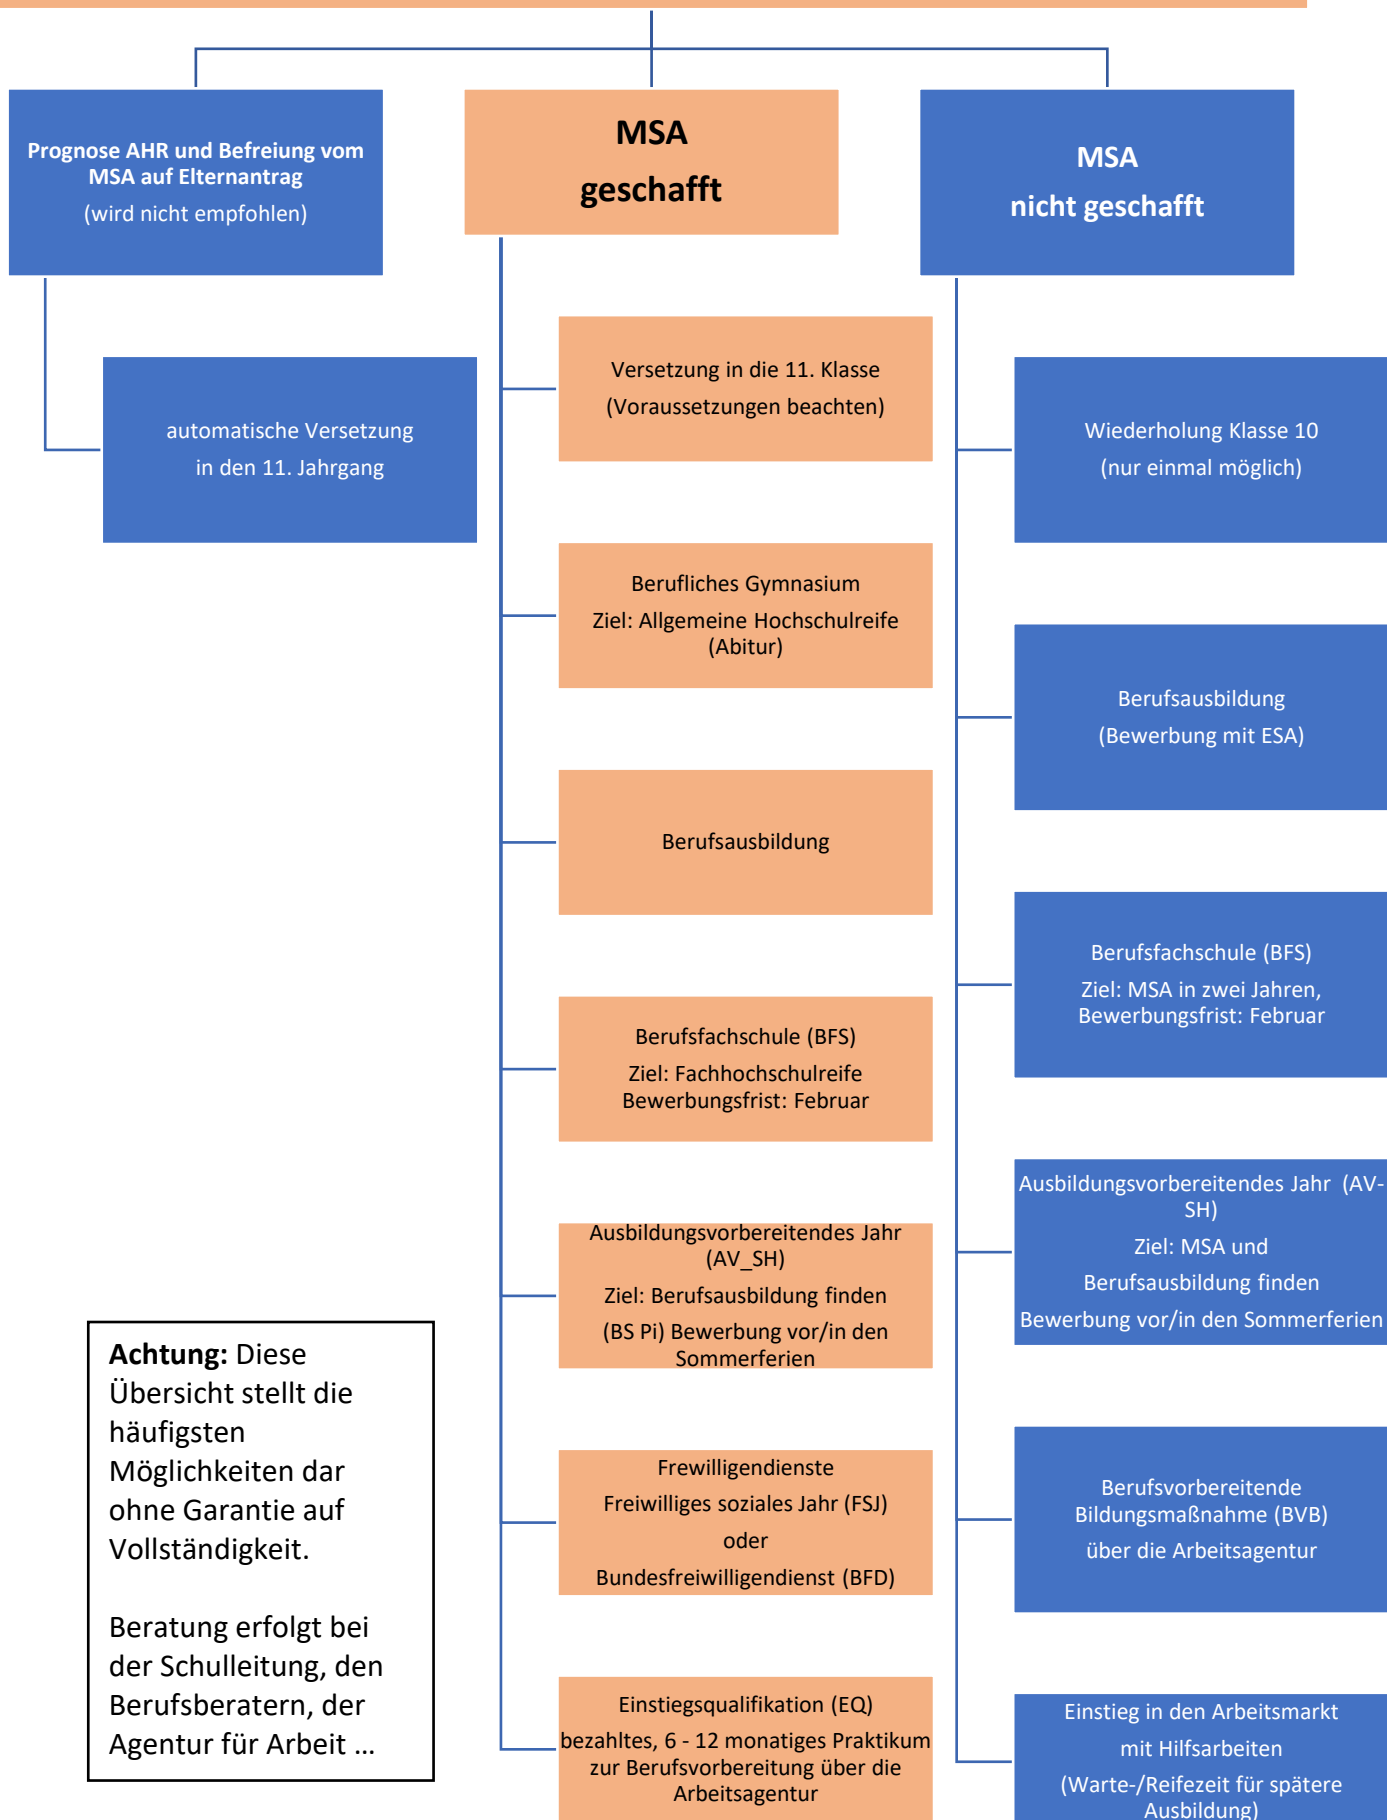 Prognose AHR und Befreiung vom
MSA auf Elternantrag
(wird nicht empfohlen)
automatische Versetzung
in den 11. Jahrgang
MSA
geschafft
Versetzung in die 11. Klasse
(Voraussetzungen beachten)
Berufliches Gymnasium
Ziel: Allgemeine Hochschulreife
(Abitur)
Berufsausbildung
Berufsfachschule (BFS)
Ziel: Fachhochschulreife
Bewerbungsfrist: Februar
Ausbildungsvorbereitendes Jahr
(AV_SH)
Ziel: Berufsausbildung finden
(BS Pi) Bewerbung vor/in den
Sommerferien
Frewilligendienste
Freiwilliges soziales Jahr (FSJ)
oder
Bundesfreiwilligendienst (BFD)
Einstiegsqualifikation (EQ)
bezahltes, 6 - 12 monatiges Praktikum
zur Berufsvorbereitung über die
Arbeitsagentur
MSA
nicht geschafft
Wiederholung Klasse 10
(nur einmal möglich)
Berufsausbildung
(Bewerbung mit ESA)
Berufsfachschule (BFS)
Ziel: MSA in zwei Jahren,
Bewerbungsfrist: Februar
Ausbildungsvorbereitendes Jahr (AV-
SH)
Ziel: MSA und
Berufsausbildung finden
Bewerbung vor/in den Sommerferien
Berufsvorbereitende
Bildungsmaßnahme (BVB)
über die Arbeitsagentur
Einstieg in den Arbeitsmarkt
mit Hilfsarbeiten
(Warte-/Reifezeit für spätere
Ausbildung)
Achtung: Diese
Übersicht stellt die
häufigsten
Möglichkeiten dar
ohne Garantie auf
Vollständigkeit.
Beratung erfolgt bei
der Schulleitung, den
Berufsberatern, der
Agentur für Arbeit …